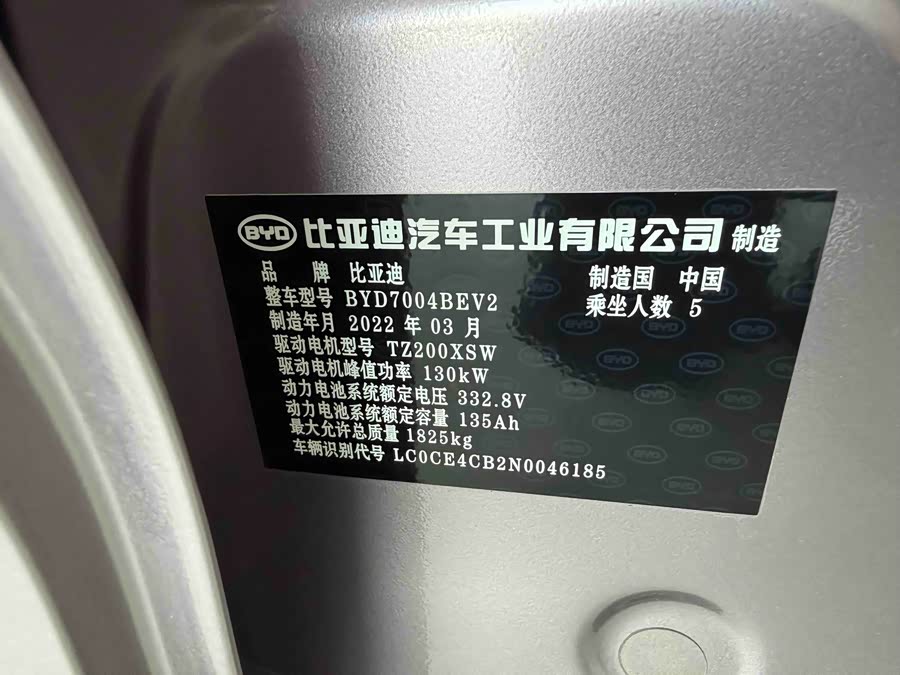 BYD 比亚迪汽车工业有限公司 制造
品 牌 比亚迪 制造国 中国
整车型号 BYD7004BEV2 乘坐人数 5
制造年月 2022 年 03 月
驱动电机型号 TZ200XSW
驱动电机峰值功率 130kW
动力电池系统额定电压 332.8V
动力电池系统额定容量 135Ah
最大允许总质量 1825kg
车辆识别代号 LC0CE4CB2N0046185